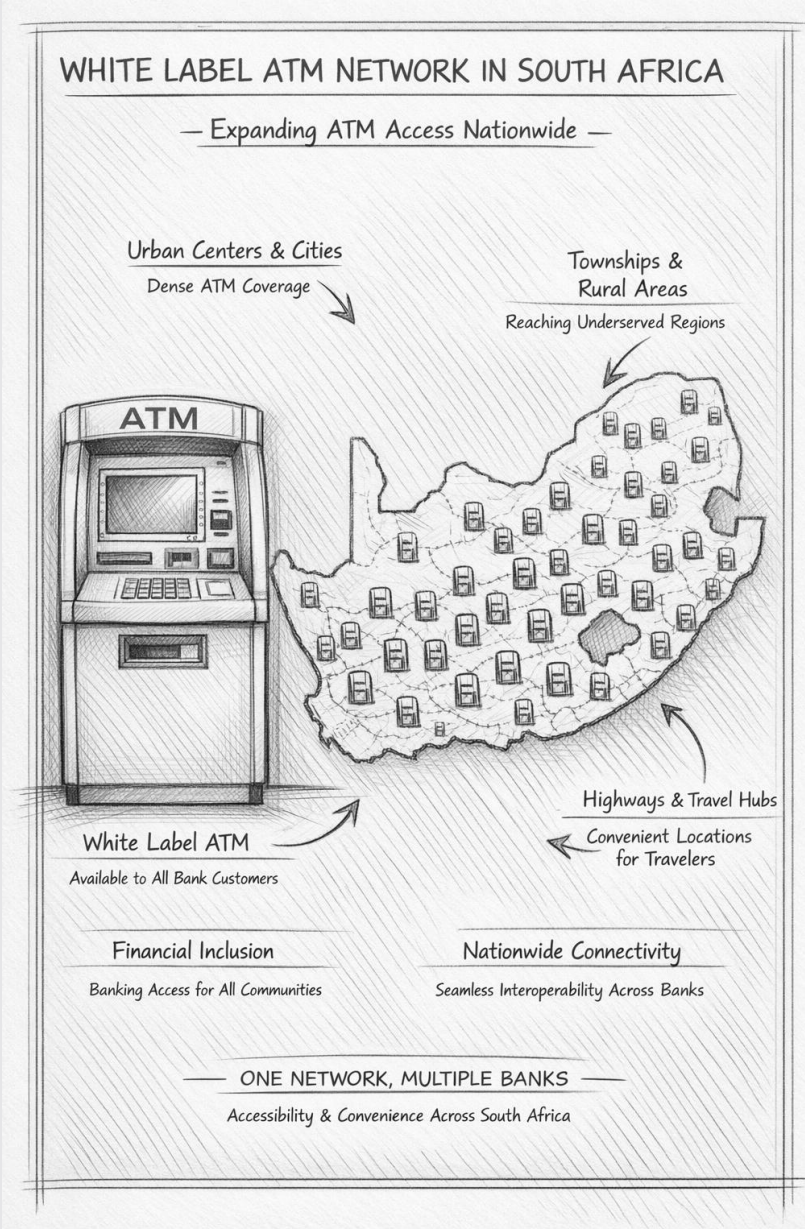 WHITE LABEL ATM NETWORK IN SOUTH AFRICA
— Expanding ATM Access Nationwide —
Urban Centers & Cities
Dense ATM Coverage
Townships &
Rural Areas
Reaching Underserved Regions
ATM
Highways & Travel Hubs
Convenient Locations
for Travelers
White Label ATM
Available to All Bank Customers
Financial Inclusion
Banking Access for All Communities
Nationwide Connectivity
Seamless Interoperability Across Banks
— ONE NETWORK, MULTIPLE BANKS —
Accessibility & Convenience Across South Africa